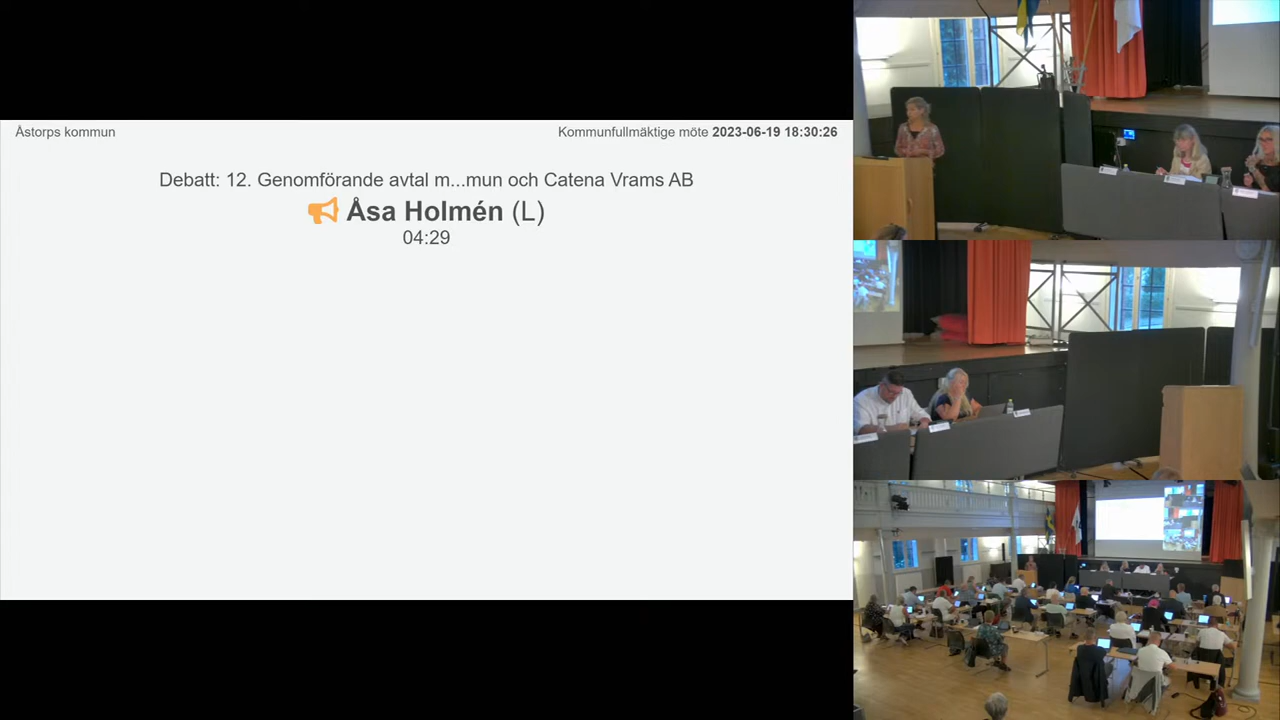 Åstorps kommun
Kommunfullmäktige möte 2023-06-19 18:30:26
Debatt: 12. Genomförande avtal m...mun och Catena Vrams AB
Åsa Holmén (L)
04:29